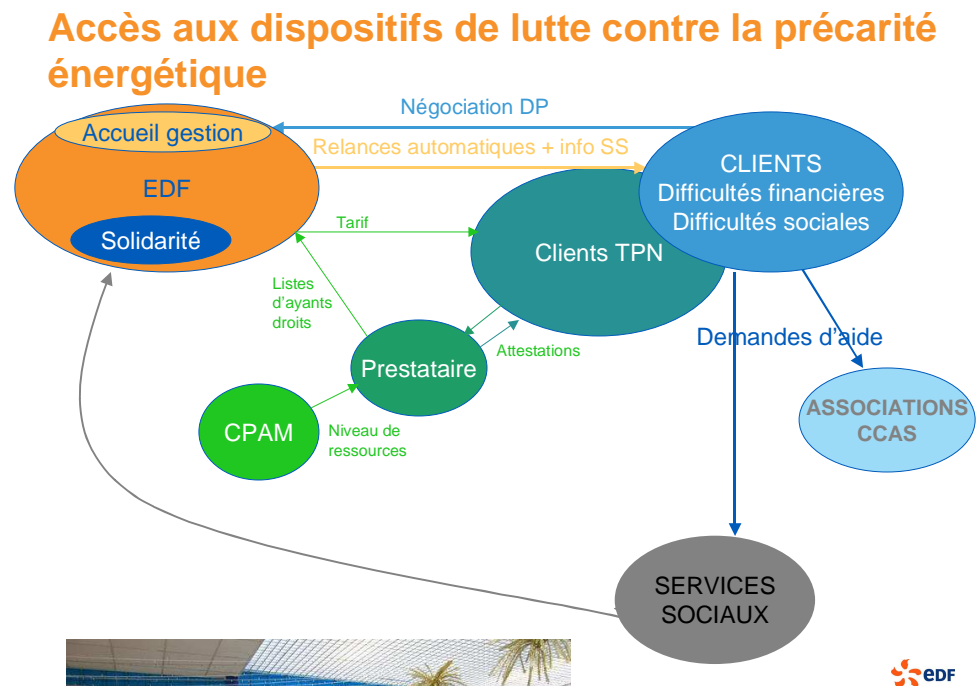 Accès aux dispositifs de lutte contre la précarité
énergétique
Négociation DP
Accueil gestion
Relances automatiques + info SS
EDF
CLIENTS
Difficultés financières
Difficultés sociales
Solidarité
Tarif
Clients TPN
Listes
d'ayants
droits
Demandes d'aide
Attestations
Prestataire
ASSOCIATIONS
CCAS
CPAM
Niveau de
ressources
SERVICES
SOCIAUX
eDF